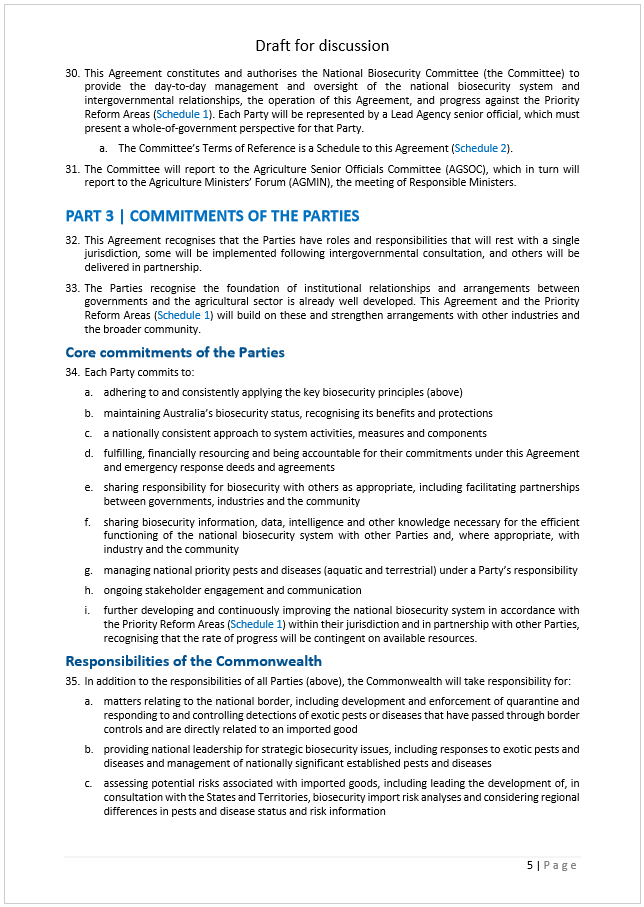 Draft for discussion
30. This Agreement constitutes and authorises the National Biosecurity Committee (the Committee) to
provide the day-to-day management and oversight of the national biosecurity system and
intergovernmental relationships, the operation of this Agreement, and progress against the Priority
Reform Areas (Schedule 1). Each Party will be represented by a Lead Agency senior official, which must
present a whole-of-government perspective for that Party.
a. The Committee's Terms of Reference is a Schedule to this Agreement (Schedule 2).
31. The Committee will report to the Agriculture Senior Officials Committee (AGSOC), which in turn will
report to the Agriculture Ministers' Forum (AGMIN), the meeting of Responsible Ministers.
PART 3 | COMMITMENTS OF THE PARTIES
32. This Agreement recognises that the Parties have roles and responsibilities that will rest with a single
jurisdiction, some will be implemented following intergovernmental consultation, and others will be
delivered in partnership.
33. The Parties recognise the foundation of institutional relationships and arrangements between
governments and the agricultural sector is already well developed. This Agreement and the Priority
Reform Areas (Schedule 1) will build on these and strengthen arrangements with other industries and
the broader community.
Core commitments of the Parties
34. Each Party commits to:
a. adhering to and consistently applying the key biosecurity principles (above)
b. maintaining Australia's biosecurity status, recognising its benefits and protections
c. a nationally consistent approach to system activities, measures and components
d. fulfilling, financially resourcing and being accountable for their commitments under this Agreement
and emergency response deeds and agreements
e. sharing responsibility for biosecurity with others as appropriate, including facilitating partnerships
between governments, industries and the community
f. sharing biosecurity information, data, intelligence and other knowledge necessary for the efficient
functioning of the national biosecurity system with other Parties and, where appropriate, with
industry and the community
g. managing national priority pests and diseases (aquatic and terrestrial) under a Party's responsibility
h. ongoing stakeholder engagement and communication
i. further developing and continuously improving the national biosecurity system in accordance with
the Priority Reform Areas (Schedule 1) within their jurisdiction and in partnership with other Parties,
recognising that the rate of progress will be contingent on available resources.
Responsibilities of the Commonwealth
35. In addition to the responsibilities of all Parties (above), the Commonwealth will take responsibility for:
a. matters relating to the national border, including development and enforcement of quarantine and
responding to and controlling detections of exotic pests or diseases that have passed through border
controls and are directly related to an imported good
b. providing national leadership for strategic biosecurity issues, including responses to exotic pests and
diseases and management of nationally significant established pests and diseases
c. assessing potential risks associated with imported goods, including leading the development of, in
consultation with the States and Territories, biosecurity import risk analyses and considering regional
differences in pests and disease status and risk information
5 | Page